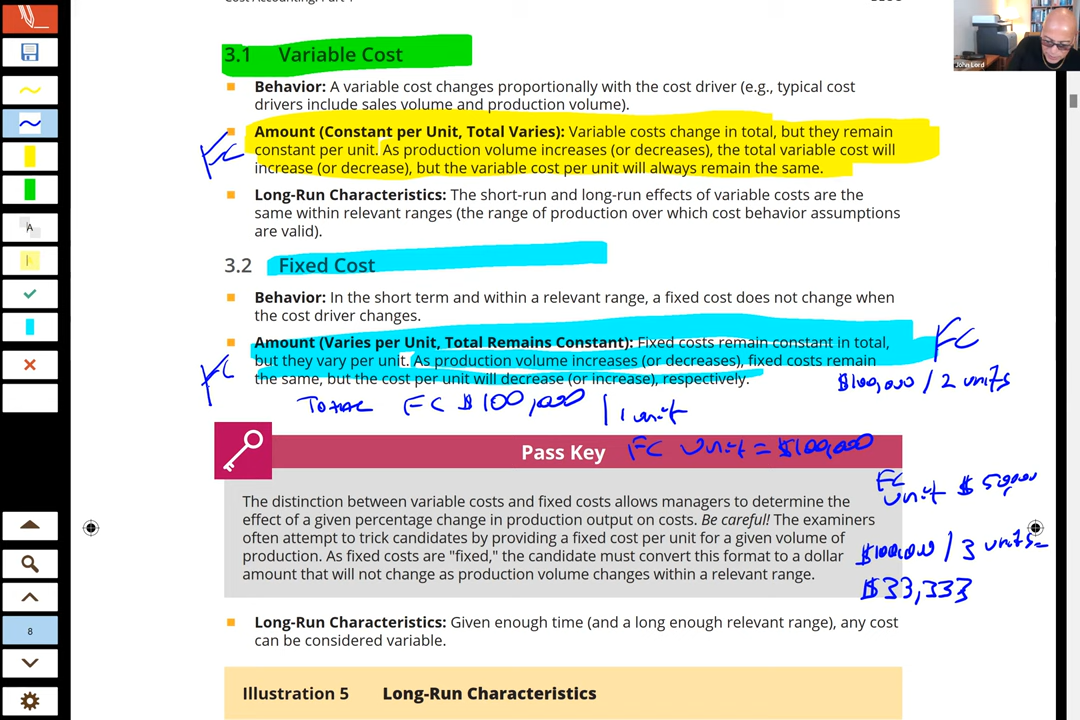 John Lord
3.1 Variable Cost
Behavior: A variable cost changes proportionally with the cost driver (e.g., typical cost
drivers include sales volume and production volume).
Amount (Constant per Unit, Total Varies): Variable costs change in total, but they remain
constant per unit. As production volume increases (or decreases), the total variable cost will
increase (or decrease), but the variable cost per unit will always remain the same.
Long-Run Characteristics: The short-run and long-run effects of variable costs are the
same within relevant ranges (the range of production over which cost behavior assumptions
are valid).
3.2 Fixed Cost
Behavior: In the short term and within a relevant range, a fixed cost does not change when
the cost driver changes.
Amount (Varies per Unit, Total Remains Constant): Fixed costs remain constant in total,
but they vary per unit. As production volume increases (or decreases), fixed costs remain
the same, but the cost per unit will decrease (or increase), respectively.
FC
$100,000 / 2 units
Total FC $100,000 | 1 unit
Pass Key FC Unit = $100,000
FC
Unit $50,000
The distinction between variable costs and fixed costs allows managers to determine the
effect of a given percentage change in production output on costs. Be careful! The examiners
often attempt to trick candidates by providing a fixed cost per unit for a given volume of
production. As fixed costs are "fixed," the candidate must convert this format to a dollar
amount that will not change as production volume changes within a relevant range.
$100,000 / 3 units =
$33,333
Long-Run Characteristics: Given enough time (and a long enough relevant range), any cost
can be considered variable.
Illustration 5 Long-Run Characteristics
A
8